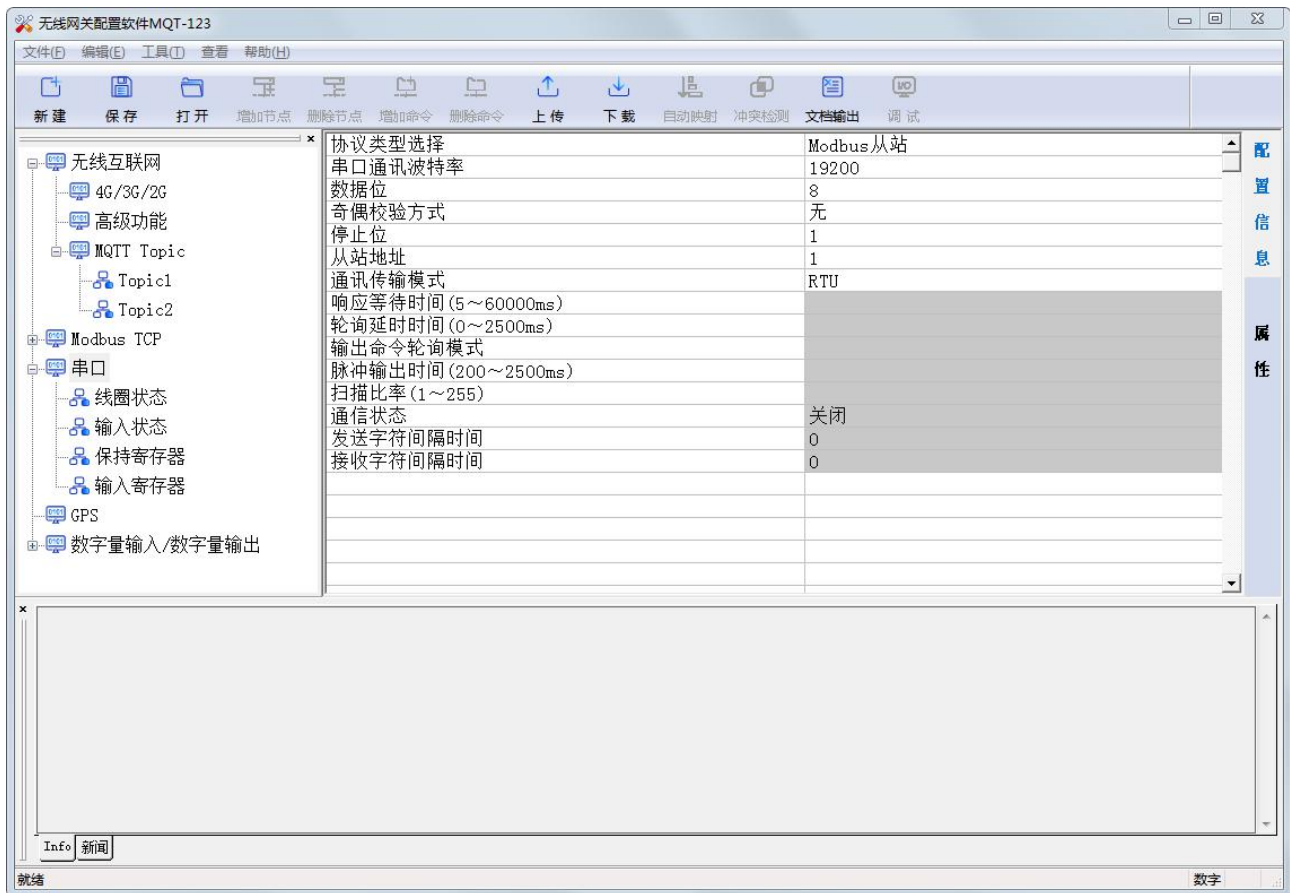 无线网关配置软件MQT-123
文件(F) 编辑(E) 工具(T) 查看 帮助(H)
新建 保存 打开 增加节点 删除节点 增加命令 删除命令 上传 下载 自动映射 冲突检测 文档输出 调试
无线互联网
4G/3G/2G
高级功能
MQTT Topic
Topic1
Topic2
Modbus TCP
串口
线圈状态
输入状态
保持寄存器
输入寄存器
GPS
数字量输入/数字量输出
协议类型选择 Modbus从站
串口通讯波特率 19200
数据位 8
奇偶校验方式 无
停止位 1
从站地址 1
通讯传输模式 RTU
响应等待时间(5～60000ms)
轮询延时时间(0～2500ms)
输出命令轮询模式
脉冲输出时间(200～2500ms)
扫描比率(1～255)
通信状态 关闭
发送字符间隔时间 0
接收字符间隔时间 0
配置信息
属性
Info 新闻
就绪 数字